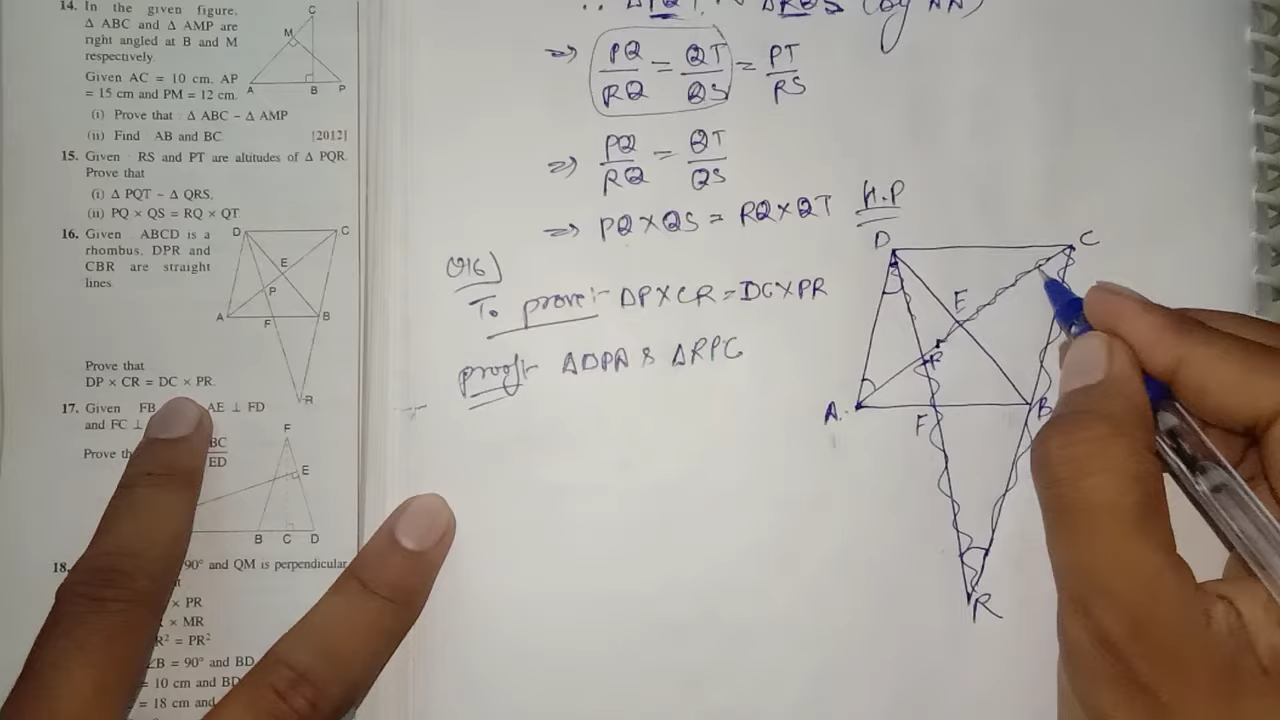 14. In the given figure,
Δ ABC and Δ AMP are
right angled at B and M
respectively.
Given AC = 10 cm, AP
= 15 cm and PM = 12 cm.
(i) Prove that Δ ABC ~ Δ AMP
(ii) Find AB and BC [2012]
C
M
A B P
15. Given RS and PT are altitudes of Δ PQR.
Prove that
(i) Δ PQT ~ Δ QRS,
(ii) PQ × QS = RQ × QT.
16. Given ABCD is a
rhombus, DPR and
CBR are straight
lines.
D C
E
P
A F B
R
Prove that
DP × CR = DC × PR.
17. Given FB AE ⊥ FD
and FC ⊥
Prove th BC
ED
F
E
B C D
18. 90° and QM is perpendicular
× PR
× MR
R² = PR²
∠B = 90° and BD
= 10 cm and BD
= 18 cm and
(by AA)
=> PQ/RQ = QT/QS = PT/RS
=> PQ/RQ = QT/QS
=> PQ×QS = RQ×QT H.P
Q16)
To prove:- DP×CR = DC×PR
proof:- ΔDPA & ΔRPC
D C
E
P
A. F B
R